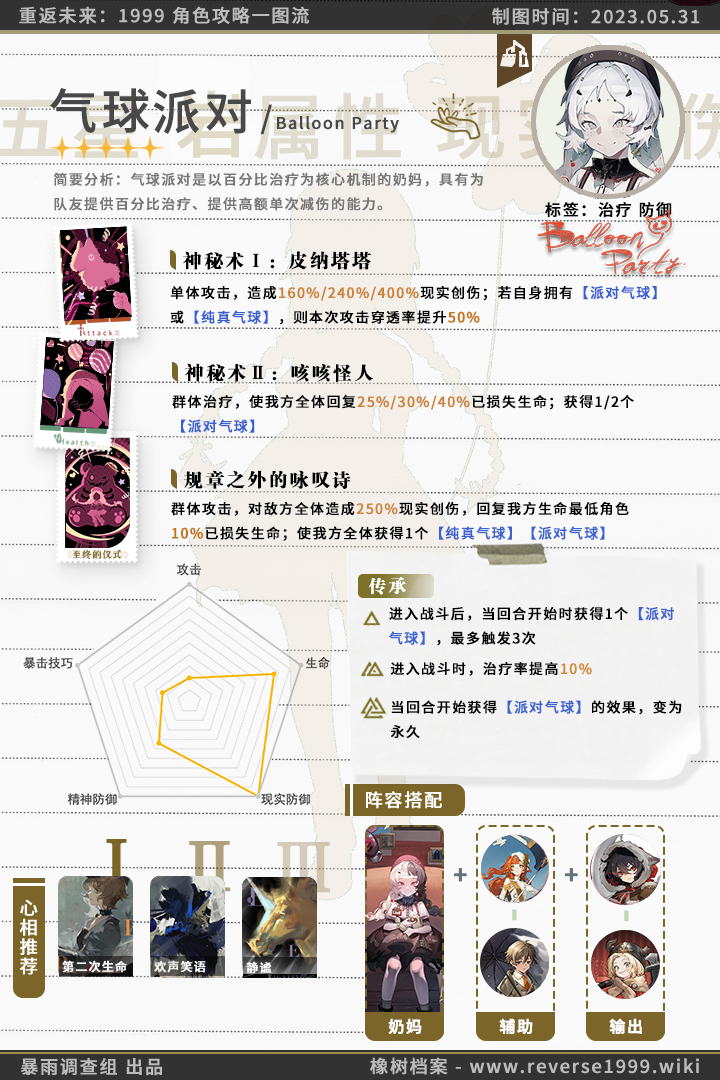 重返未来：1999 角色攻略一图流
制图时间：2023.05.31
气球派对/Balloon Party
简要分析：气球派对是以百分比治疗为核心机制的奶妈，具有为
队友提供百分比治疗、提供高额单次减伤的能力。
标签：治疗 防御
Balloon
Party
神秘术Ⅰ：皮纳塔塔
单体攻击，造成160%/240%/400%现实创伤；若自身拥有【派对气球】
或【纯真气球】，则本次攻击穿透率提升50%
Attack
神秘术Ⅱ：咳咳怪人
群体治疗，使我方全体回复25%/30%/40%已损失生命；获得1/2个
【派对气球】
Health
规章之外的咏叹诗
群体攻击，对敌方全体造成250%现实创伤，回复我方生命最低角色
10%已损失生命；使我方全体获得1个【纯真气球】【派对气球】
至终的仪式
攻击
生命
现实防御
精神防御
暴击技巧
传承
进入战斗后，当回合开始时获得1个【派对
气球】，最多触发3次
进入战斗时，治疗率提高10%
当回合开始获得【派对气球】的效果，变为
永久
心相推荐
Ⅰ Ⅱ Ⅲ
第二次生命
欢声笑语
静谧
阵容搭配
+ +
奶妈
辅助
输出
暴雨调查组 出品
橡树档案 - www.reverse1999.wiki